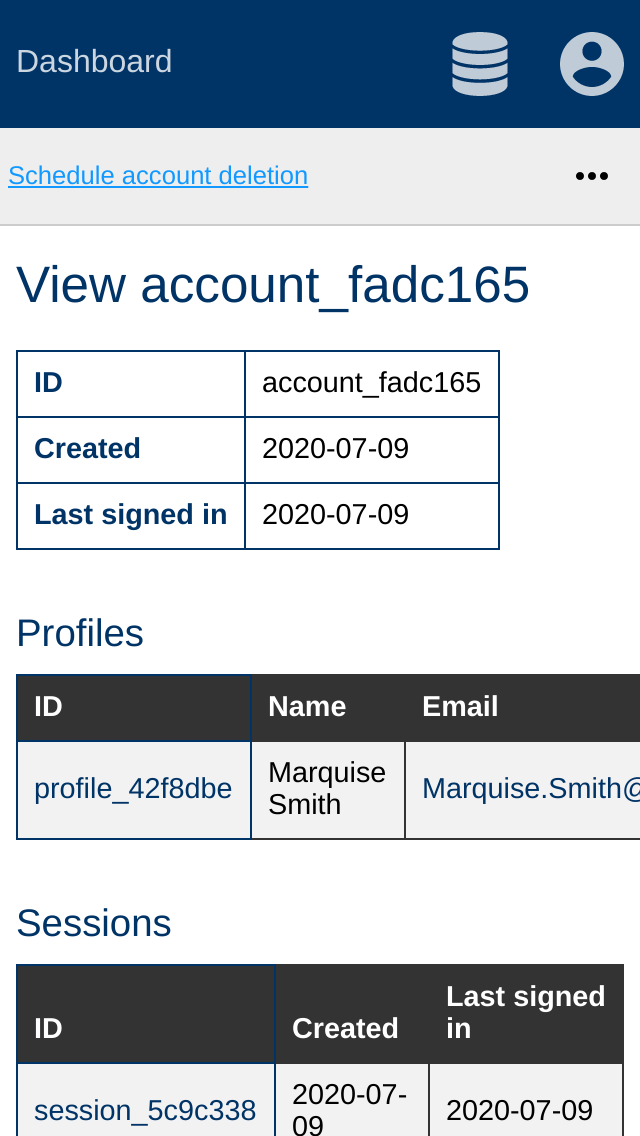 Dashboard
Schedule account deletion
View account_fadc165
ID account_fadc165
Created 2020-07-09
Last signed in 2020-07-09
Profiles
ID Name Email
profile_42f8dbe Marquise Smith Marquise.Smith@
Sessions
ID Created Last signed in
session_5c9c338 2020-07-09 2020-07-09